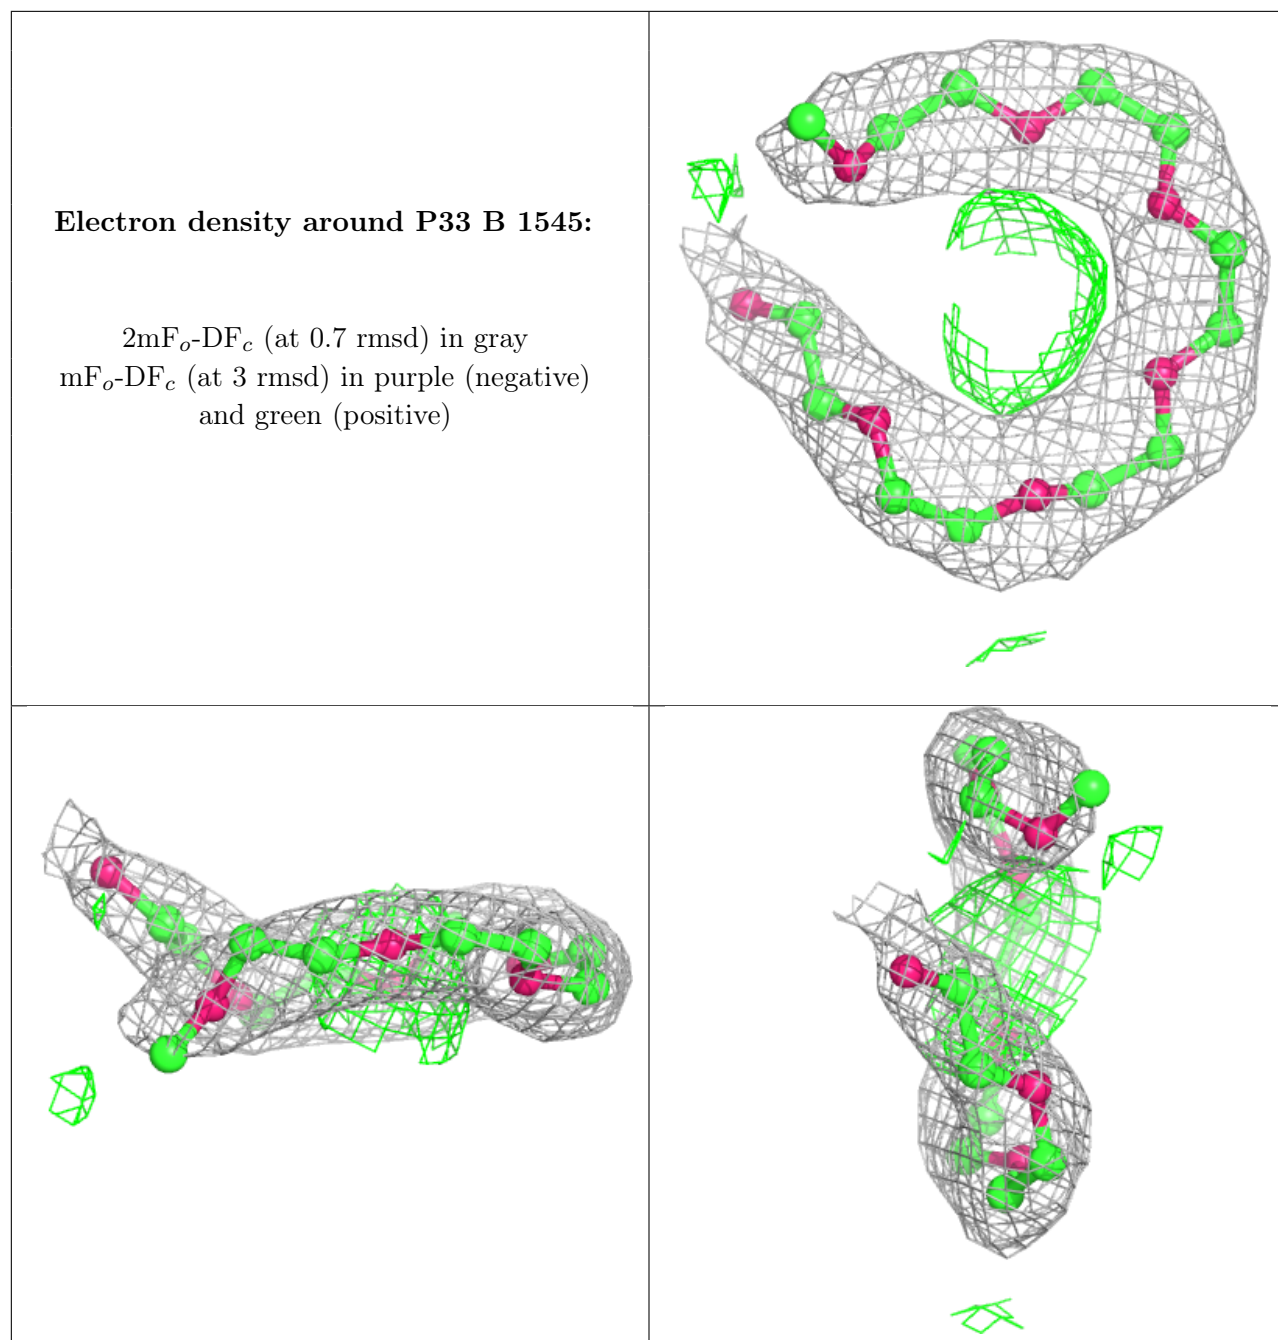 Electron density around P33 B 1545:
2mFo-DFc (at 0.7 rmsd) in gray
mFo-DFc (at 3 rmsd) in purple (negative)
and green (positive)